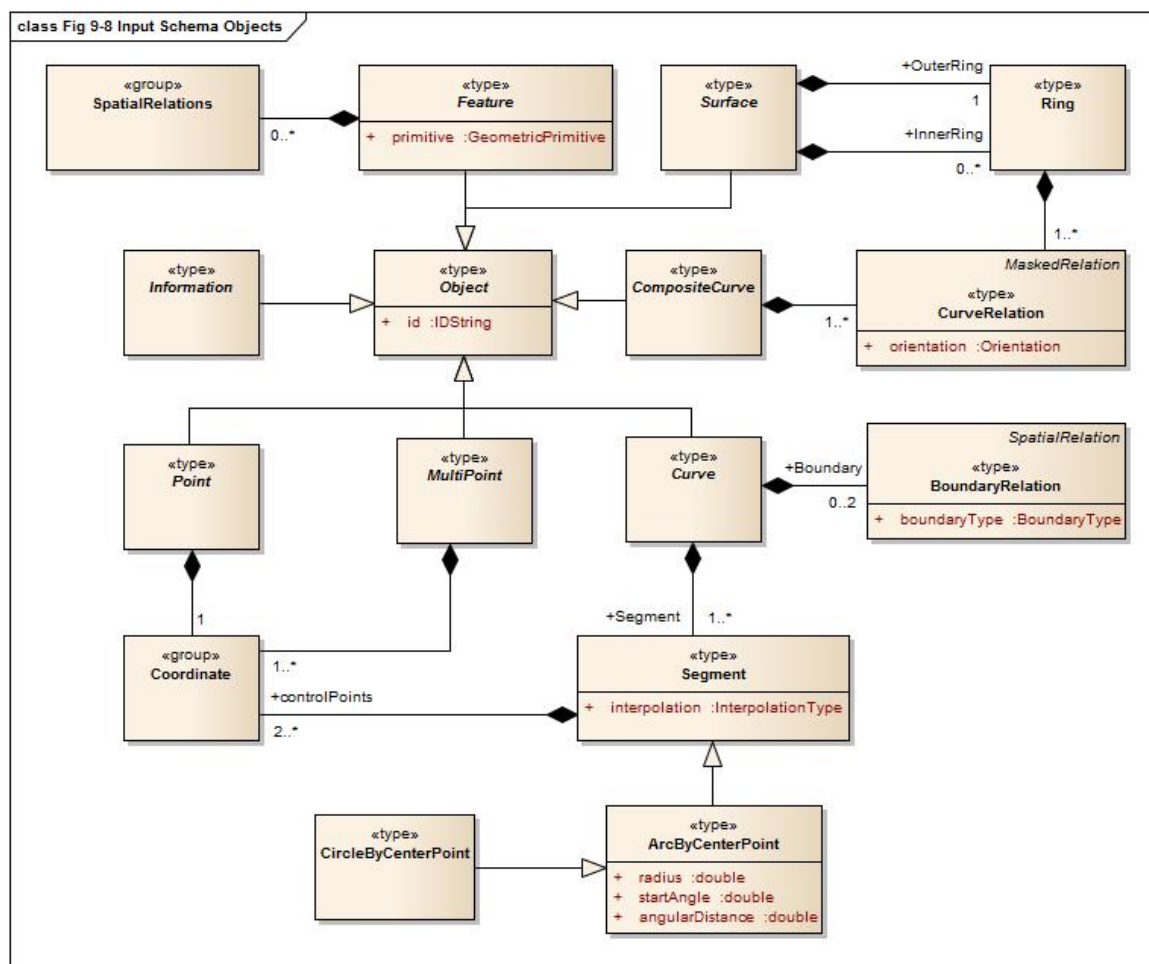 class Fig 9-8 Input Schema Objects
«group»
SpatialRelations
0..*
«type»
Feature
+ primitive :GeometricPrimitive
«type»
Surface
+OuterRing
1
+InnerRing
0..*
«type»
Ring
1..*
«type»
Information
«type»
Object
+ id :IDString
«type»
CompositeCurve
1..*
MaskedRelation
«type»
CurveRelation
+ orientation :Orientation
«type»
Point
«type»
MultiPoint
«type»
Curve
+Boundary
0..2
SpatialRelation
«type»
BoundaryRelation
+ boundaryType :BoundaryType
1
+Segment
1..*
«group»
Coordinate
1..*
+controlPoints
2..*
«type»
Segment
+ interpolation :InterpolationType
«type»
CircleByCenterPoint
«type»
ArcByCenterPoint
+ radius :double
+ startAngle :double
+ angularDistance :double